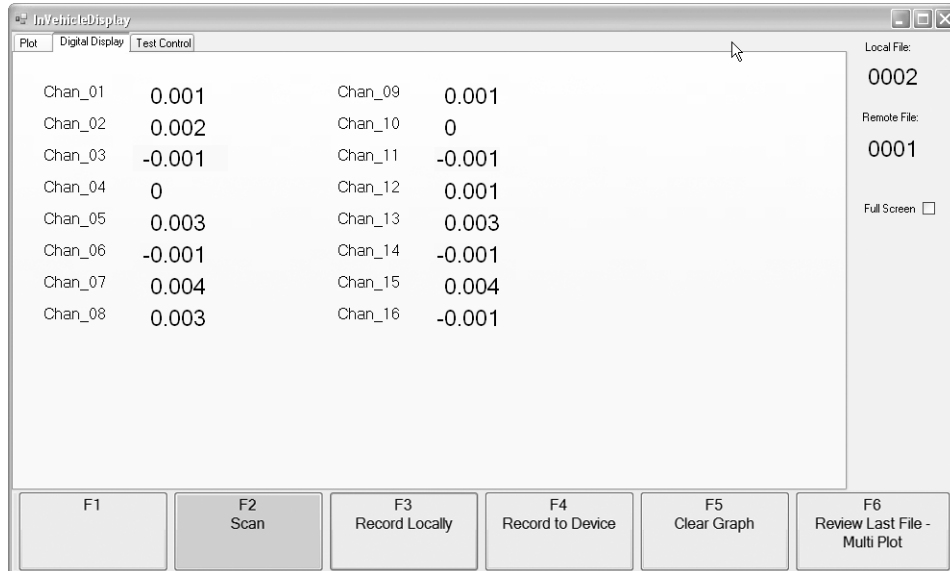 InVehicleDisplay
Plot Digital Display Test Control
Local File:
0002
Remote File:
0001
Full Screen
Chan_01 0.001 Chan_09 0.001
Chan_02 0.002 Chan_10 0
Chan_03 -0.001 Chan_11 -0.001
Chan_04 0 Chan_12 0.001
Chan_05 0.003 Chan_13 0.003
Chan_06 -0.001 Chan_14 -0.001
Chan_07 0.004 Chan_15 0.004
Chan_08 0.003 Chan_16 -0.001
F1
F2
Scan
F3
Record Locally
F4
Record to Device
F5
Clear Graph
F6
Review Last File -
Multi Plot